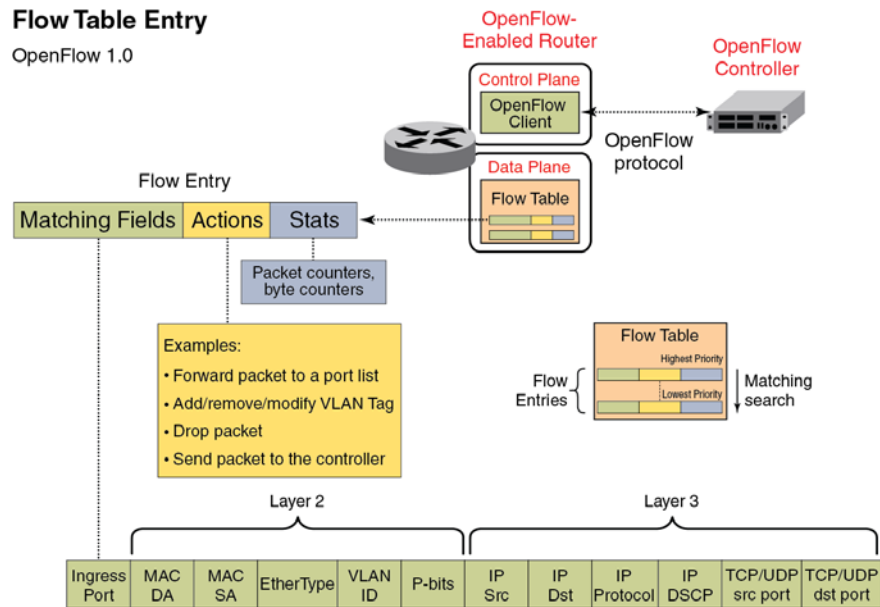 Flow Table Entry
OpenFlow 1.0
OpenFlow-
Enabled Router
OpenFlow
Controller
Control Plane
OpenFlow
Client
OpenFlow
protocol
Data Plane
Flow Table
Flow Entry
Matching Fields
Actions
Stats
Packet counters,
byte counters
Examples:
• Forward packet to a port list
• Add/remove/modify VLAN Tag
• Drop packet
• Send packet to the controller
Flow Table
Highest Priority
Lowest Priority
Flow
Entries
Matching
search
Layer 2
Layer 3
Ingress
Port
MAC
DA
MAC
SA
EtherType
VLAN
ID
P-bits
IP
Src
IP
Dst
IP
Protocol
IP
DSCP
TCP/UDP
src port
TCP/UDP
dst port